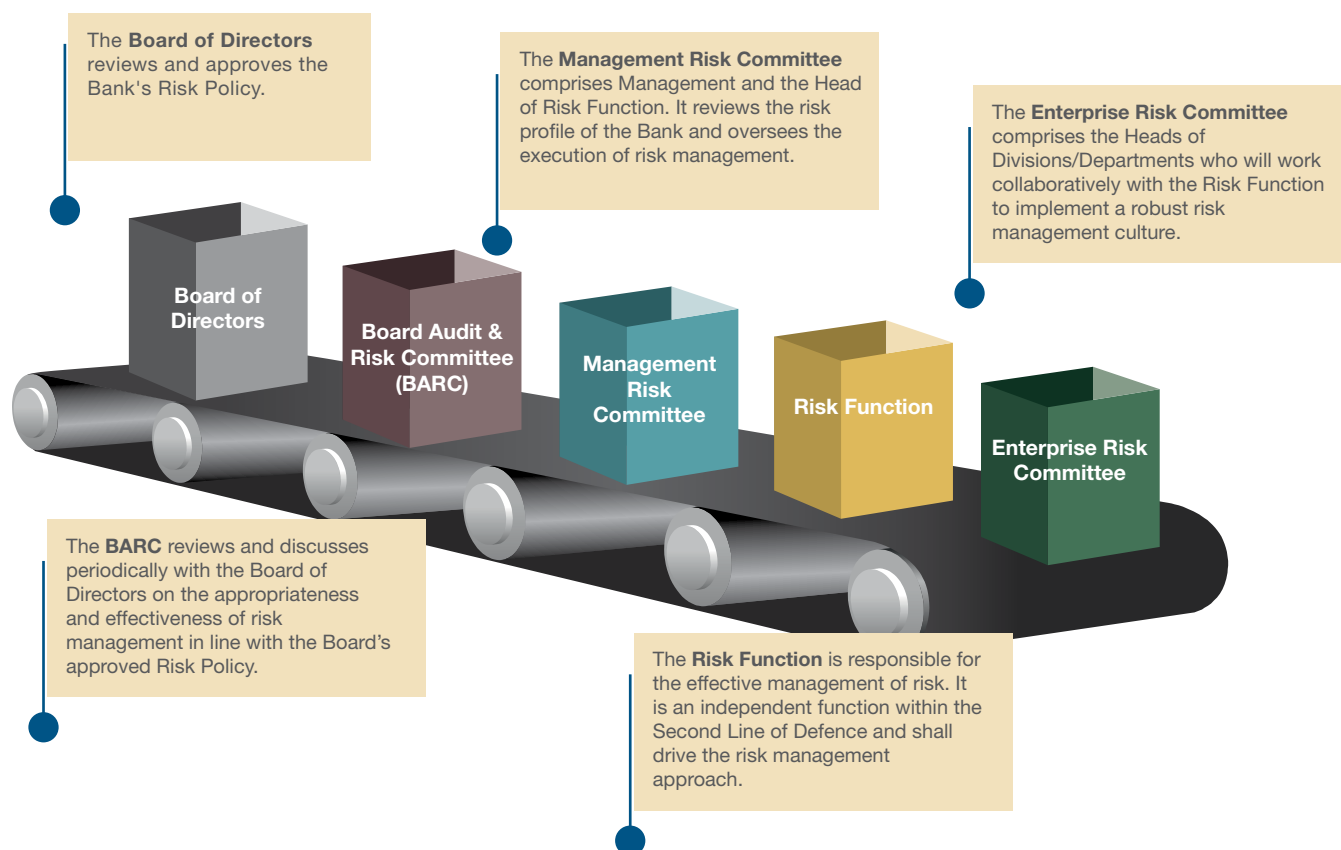 The Board of Directors
reviews and approves the
Bank's Risk Policy.
The Management Risk Committee
comprises Management and the Head
of Risk Function. It reviews the risk
profile of the Bank and oversees the
execution of risk management.
The Enterprise Risk Committee
comprises the Heads of
Divisions/Departments who will work
collaboratively with the Risk Function
to implement a robust risk
management culture.
Board of
Directors
Board Audit &
Risk Committee
(BARC)
Management
Risk
Committee
Risk Function
Enterprise Risk
Committee
The BARC reviews and discusses
periodically with the Board of
Directors on the appropriateness
and effectiveness of risk
management in line with the Board’s
approved Risk Policy.
The Risk Function is responsible for
the effective management of risk. It
is an independent function within the
Second Line of Defence and shall
drive the risk management
approach.